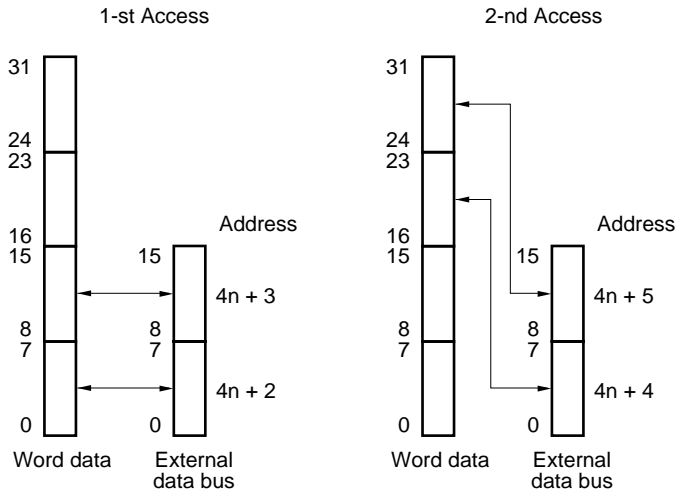 1-st Access
31
24
23
16
15
8
7
0
Word data
Address
15
8
7
0
4n + 3
4n + 2
External
data bus
2-nd Access
31
24
23
16
15
8
7
0
Word data
Address
15
8
7
0
4n + 5
4n + 4
External
data bus